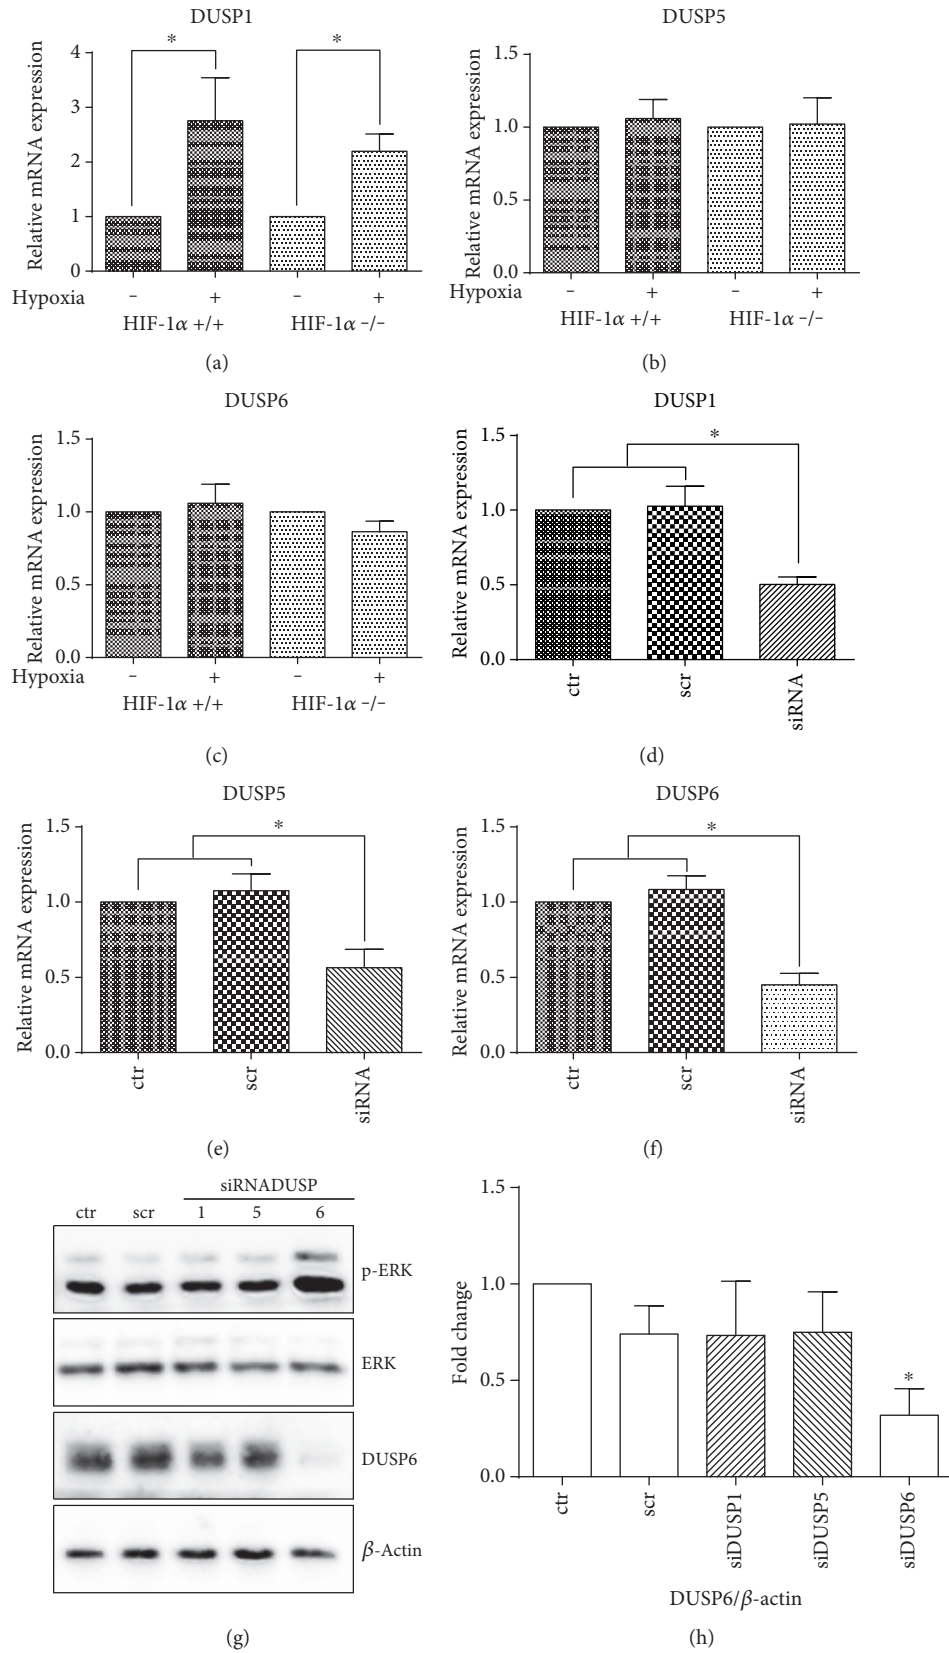 DUSP1
Relative mRNA expression
4
3
2
1
0
*
*
Hypoxia - + - +
HIF-1α +/+ HIF-1α -/-
(a)
DUSP5
Relative mRNA expression
1.5
1.0
0.5
0.0
Hypoxia - + - +
HIF-1α +/+ HIF-1α -/-
(b)
DUSP6
Relative mRNA expression
1.5
1.0
0.5
0.0
Hypoxia - + - +
HIF-1α +/+ HIF-1α -/-
(c)
DUSP1
Relative mRNA expression
1.5
1.0
0.5
0.0
*
ctr
scr
siRNA
(d)
DUSP5
Relative mRNA expression
1.5
1.0
0.5
0.0
*
ctr
scr
siRNA
(e)
DUSP6
Relative mRNA expression
1.5
1.0
0.5
0.0
*
ctr
scr
siRNA
(f)
siRNADUSP
ctr scr 1 5 6
p-ERK
ERK
DUSP6
β-Actin
(g)
Fold change
1.5
1.0
0.5
0.0
*
ctr
scr
siDUSP1
siDUSP5
siDUSP6
DUSP6/β-actin
(h)